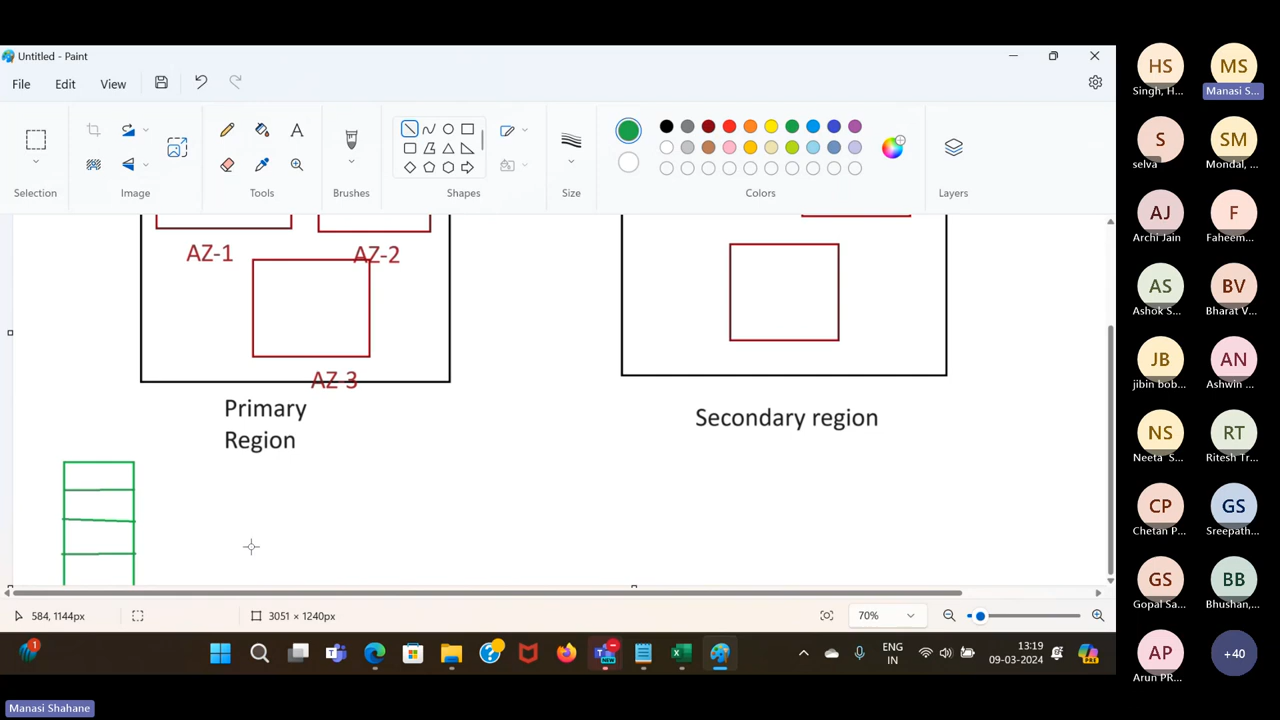 Untitled - Paint
File
Edit
View
Selection
Image
Tools
Brushes
Shapes
Size
Colors
Layers
AZ-1
AZ-2
AZ 3
Primary
Region
Secondary region
584, 1144px
3051 × 1240px
70%
1
NEW
ENG
IN
13:19
09-03-2024
PRE
Manasi Shahane
HS
Singh, H...
MS
Manasi S...
S
selva
SM
Mondal, ...
AJ
Archi Jain
F
Faheem...
AS
Ashok S...
BV
Bharat V...
JB
jibin bob...
AN
Ashwin ...
NS
Neeta S...
RT
Ritesh Tr...
CP
Chetan P...
GS
Sreepath...
GS
Gopal Sa...
BB
Bhushan,...
AP
Arun PR...
+40